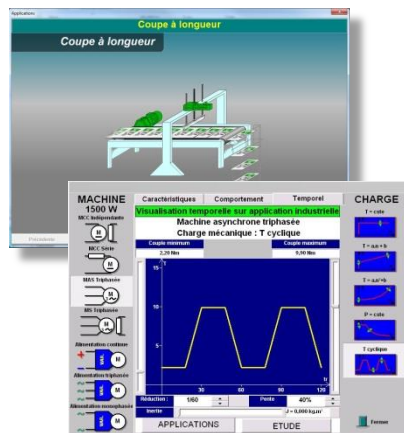 Applications
Coupe à longueur
Coupe à longueur
MACHINE
1500 W
MCC Indépendante
MCC Série
MAS Triphasée
MS Triphasée
Alimentation continue
Alimentation triphasée
Alimentation monophasée
Caractéristiques
Comportement
Temporel
Visualisation temporelle sur application industrielle
Machine asynchrone triphasée
Charge mécanique : T cyclique
Couple minimum
Couple maximum
2,20 Nm
9,90 Nm
T
15
10
5
tr
30
60
90
120
Réduction :
1/60
Pente
40%
Inertie
J = 0,000 kg.m²
APPLICATIONS
ETUDE
CHARGE
T = cste
T = a.n + b
T = a.n²+b
P = cste
T cyclique
Fermer